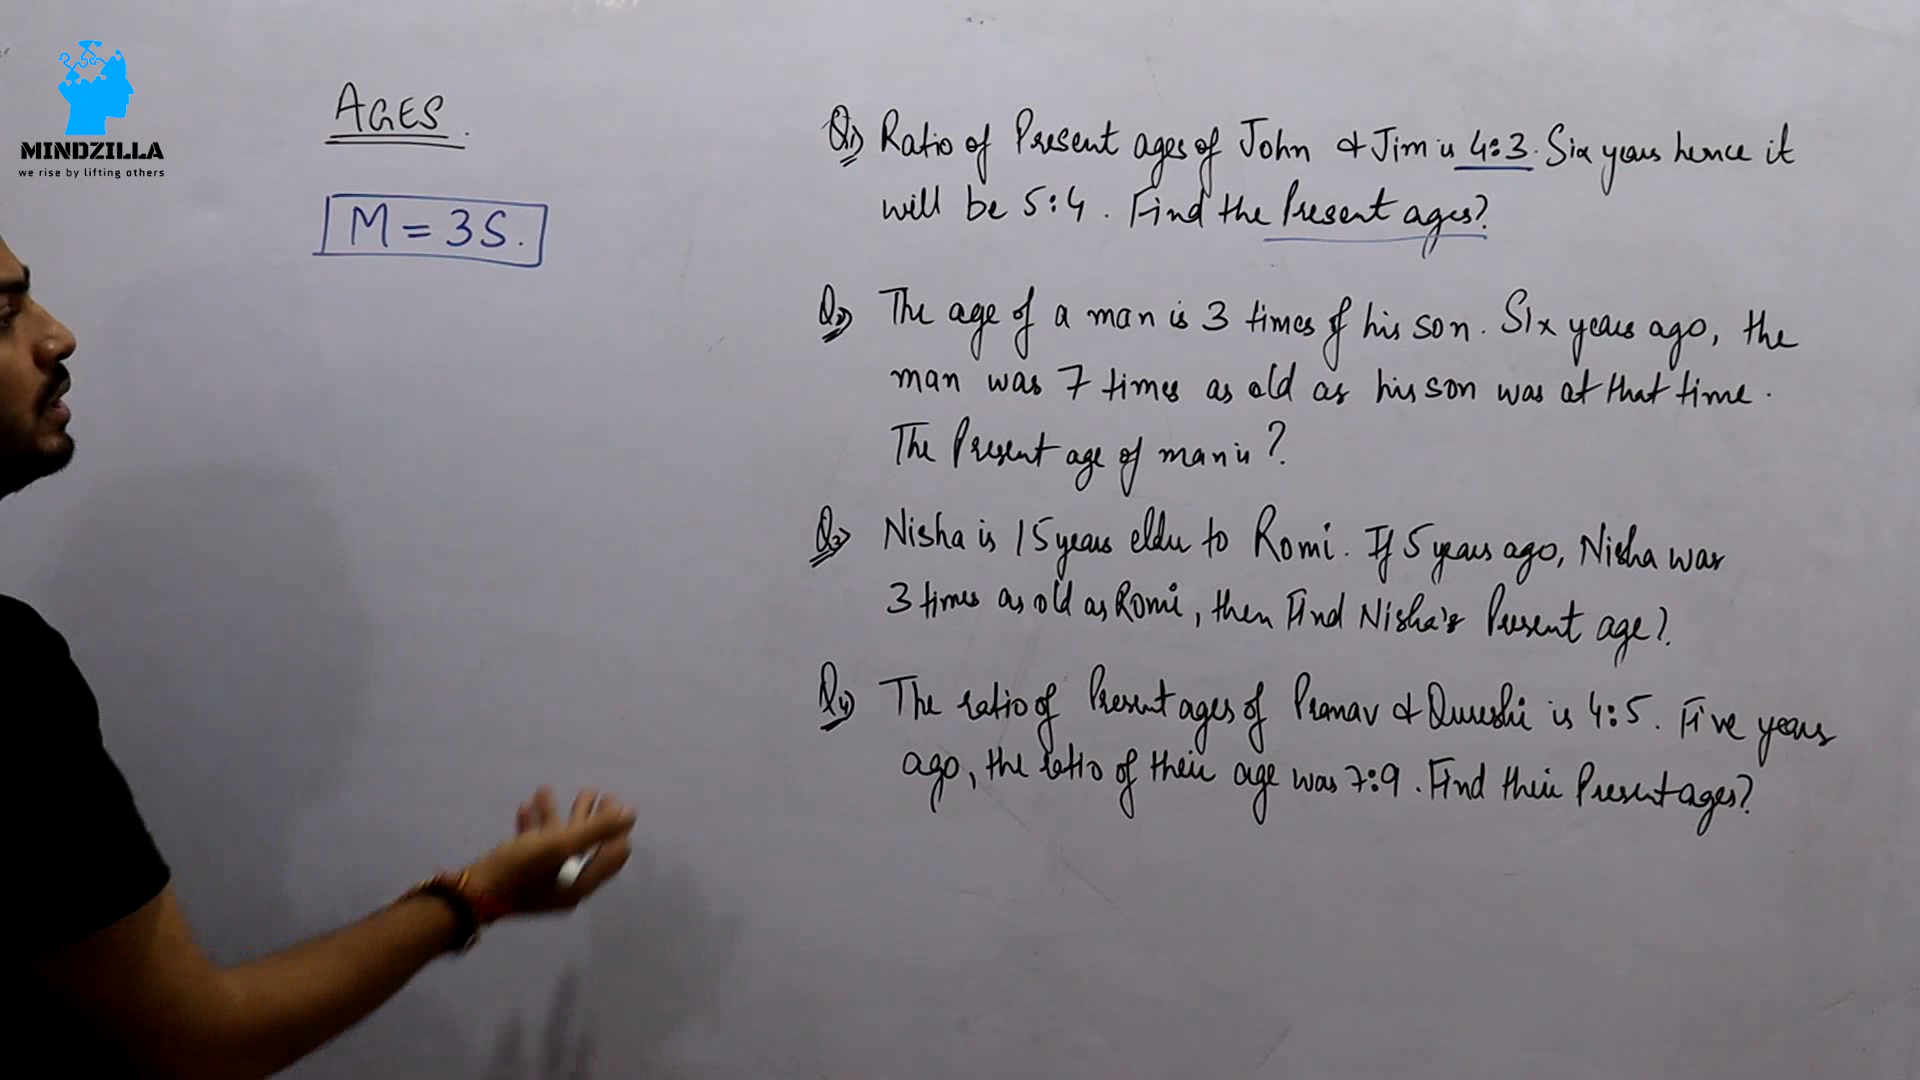 MINDZILLA
we rise by lifting others
AGES
M = 3S.
Q1) Ratio of Present ages of John & Jim is 4:3. Six years hence it
will be 5:4. Find the Present ages?
Q2) The age of a man is 3 times of his son. Six years ago, the
man was 7 times as old as his son was at that time.
The Present age of man is?
Q3) Nisha is 15 years elder to Romi. If 5 years ago, Nisha was
3 times as old as Romi, then Find Nisha's Present age?
Q4) The ratio of Present ages of Pranav & Qureshi is 4:5. Five years
ago, the ratio of their age was 7:9. Find their Present ages?